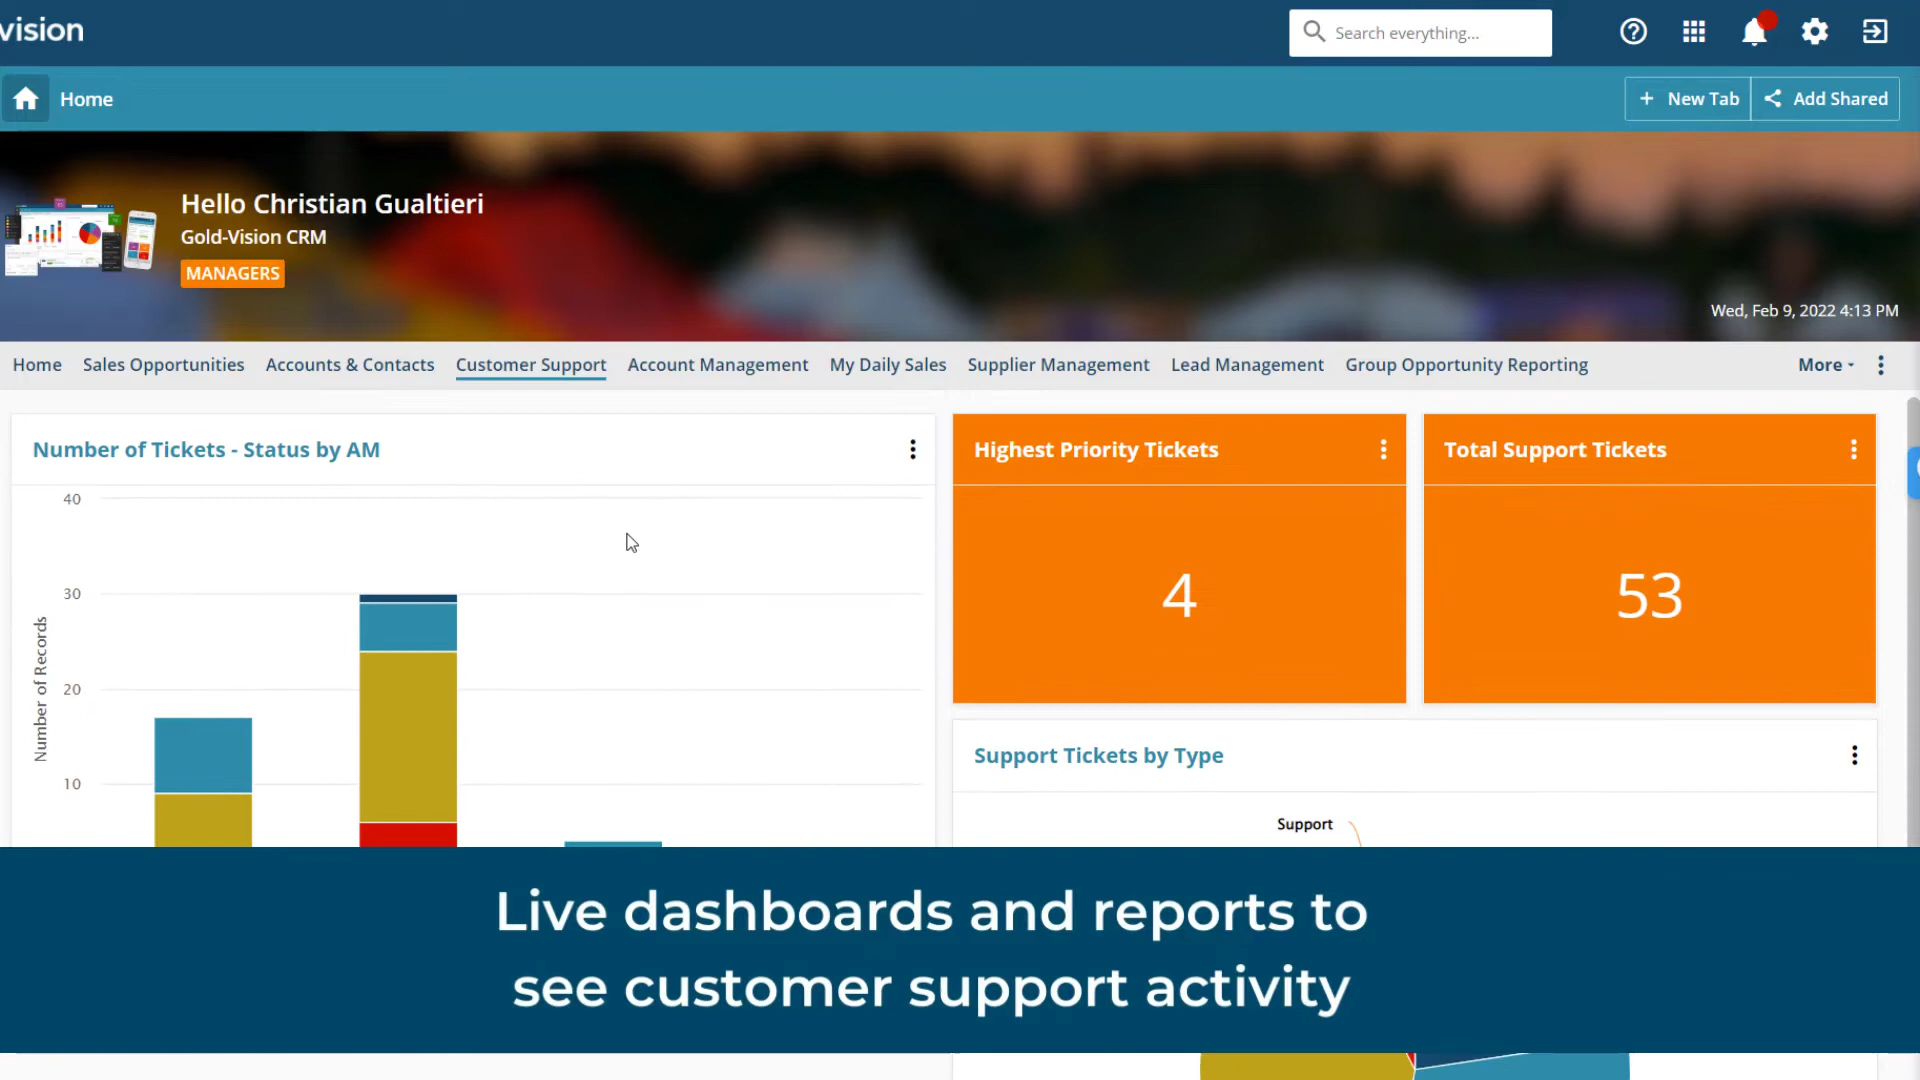 vision
Search everything...
Home
+ New Tab
Add Shared
Hello Christian Gualtieri
Gold-Vision CRM
MANAGERS
Wed, Feb 9, 2022 4:13 PM
Home Sales Opportunities Accounts & Contacts Customer Support Account Management My Daily Sales Supplier Management Lead Management Group Opportunity Reporting More
Number of Tickets - Status by AM
40
30
20
10
Number of Records
Highest Priority Tickets
4
Total Support Tickets
53
Support Tickets by Type
Support
Live dashboards and reports to
see customer support activity